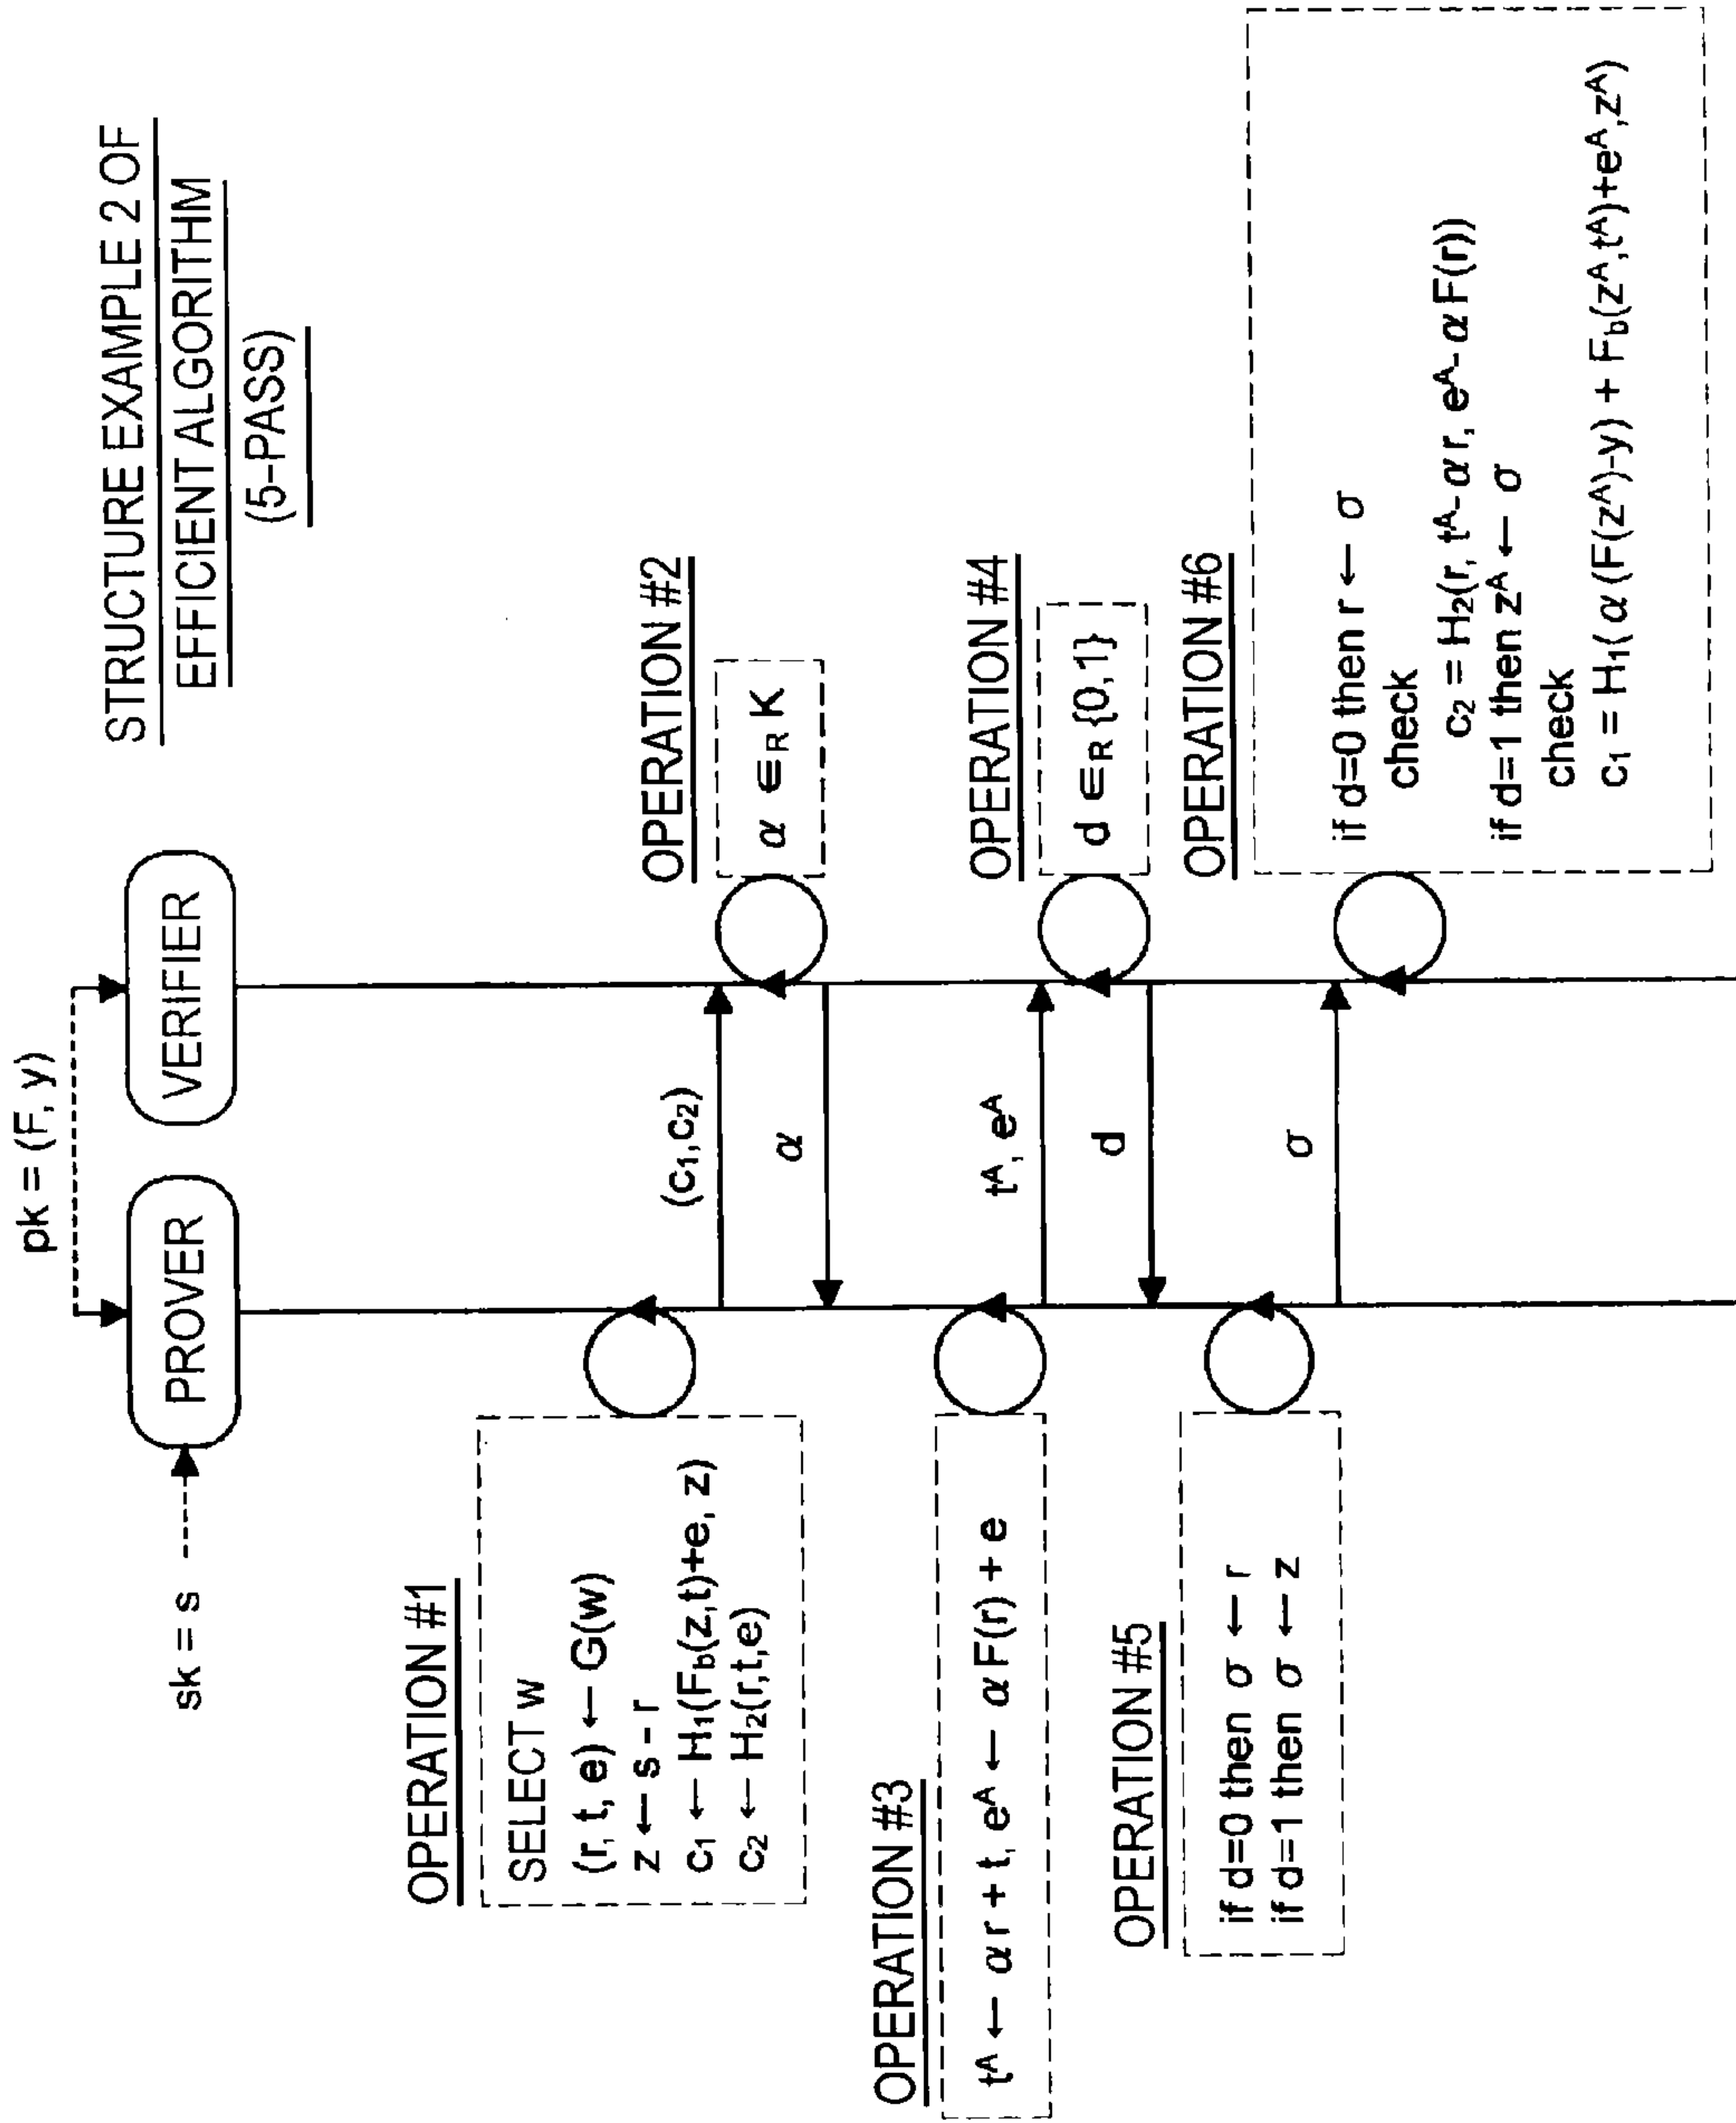 STRUCTURE EXAMPLE 2 OF
EFFICIENT ALGORITHM
(5-PASS)
pk = (F, y)
sk = s
PROVER
VERIFIER
OPERATION #1
SELECT w
(r, t, e) ← G(w)
z ← s - r
c₁ ← H₁(F_b(z,t)+e, z)
c₂ ← H₂(r,t,e)
(c₁,c₂)
OPERATION #2
α ∈_R K
α
OPERATION #3
t^A ← α r + t, e^A ← α F(r) + e
t^A, e^A
OPERATION #4
d ∈_R {0,1}
d
OPERATION #5
if d=0 then σ ← r
if d=1 then σ ← z
σ
OPERATION #6
if d=0 then r ← σ
check
c₂ = H₂(r, t^A- α r, e^A- α F(r))
if d=1 then z^A ← σ
check
c₁ = H₁(α (F(z^A)-y) + F_b(z^A,t^A)+e^A,z^A)